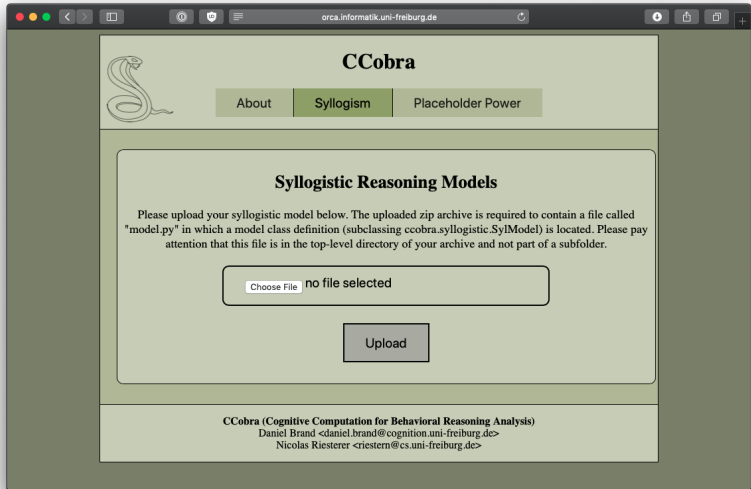 orca.informatik.uni-freiburg.de
CCobra
About Syllogism Placeholder Power
Syllogistic Reasoning Models
Please upload your syllogistic model below. The uploaded zip archive is required to contain a file called
"model.py" in which a model class definition (subclassing ccobra.syllogistic.SylModel) is located. Please pay
attention that this file is in the top-level directory of your archive and not part of a subfolder.
Choose File no file selected
Upload
CCobra (Cognitive Computation for Behavioral Reasoning Analysis)
Daniel Brand <daniel.brand@cognition.uni-freiburg.de>
Nicolas Riesterer <riestern@cs.uni-freiburg.de>